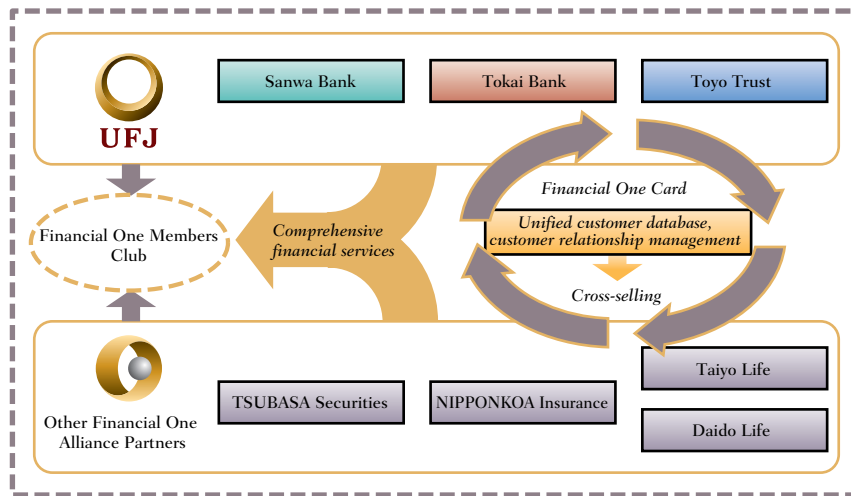 Sanwa Bank
Tokai Bank
Toyo Trust
UFJ
Financial One Card
Unified customer database,
customer relationship management
Cross-selling
Comprehensive
financial services
Financial One Members
Club
Other Financial One
Alliance Partners
TSUBASA Securities
NIPPONKOA Insurance
Taiyo Life
Daido Life